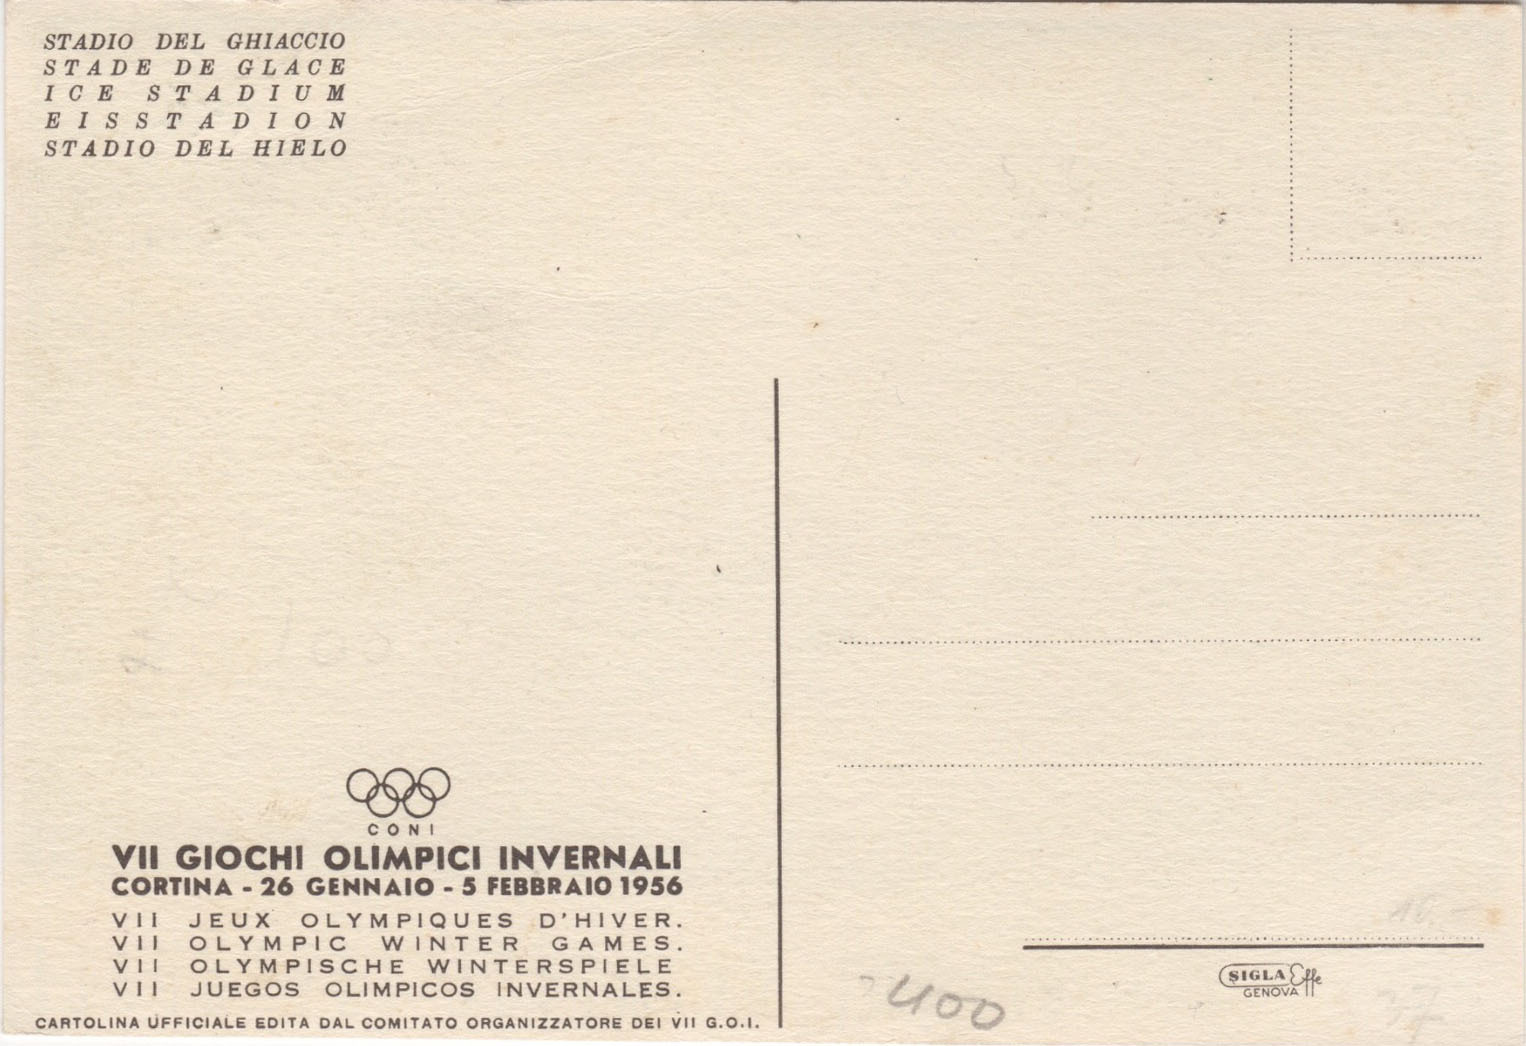 STADIO DEL GHIACCIO
STADE DE GLACE
ICE STADIUM
EISSTADION
STADIO DEL HIELO
CONI
VII GIOCHI OLIMPICI INVERNALI
CORTINA - 26 GENNAIO - 5 FEBBRAIO 1956
VII JEUX OLYMPIQUES D'HIVER.
VII OLYMPIC WINTER GAMES.
VII OLYMPISCHE WINTERSPIELE
VII JUEGOS OLIMPICOS INVERNALES.
CARTOLINA UFFICIALE EDITA DAL COMITATO ORGANIZZATORE DEI VII G.O.I.
400
SIGLA Effe
GENOVA